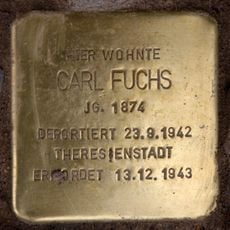 HIER WOHNTE
CARL FUCHS
JG. 1874
DEPORTIERT 23.9.1942
THERESIENSTADT
ERMORDET 13.12.1943